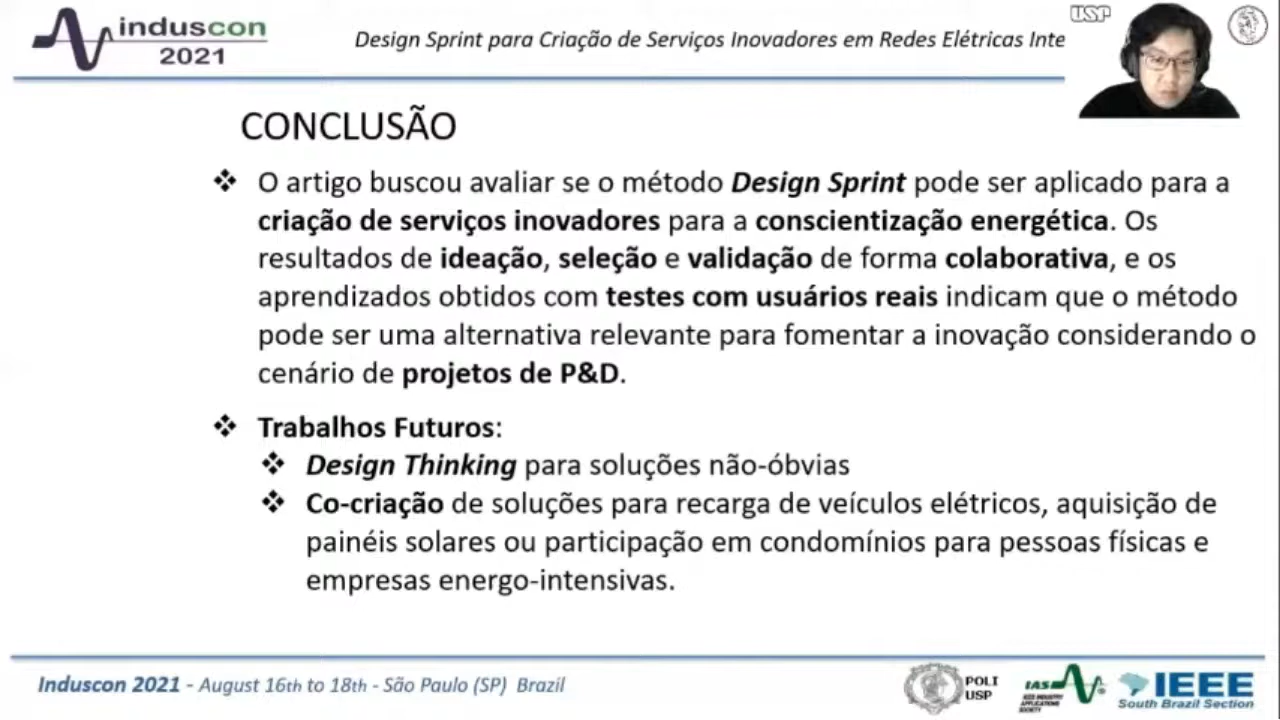 induscon
2021
Design Sprint para Criação de Serviços Inovadores em Redes Elétricas Inte
USP
CONCLUSÃO
❖ O artigo buscou avaliar se o método Design Sprint pode ser aplicado para a
criação de serviços inovadores para a conscientização energética. Os
resultados de ideação, seleção e validação de forma colaborativa, e os
aprendizados obtidos com testes com usuários reais indicam que o método
pode ser uma alternativa relevante para fomentar a inovação considerando o
cenário de projetos de P&D.
❖ Trabalhos Futuros:
❖ Design Thinking para soluções não-óbvias
❖ Co-criação de soluções para recarga de veículos elétricos, aquisição de
painéis solares ou participação em condomínios para pessoas físicas e
empresas energo-intensivas.
Induscon 2021 - August 16th to 18th - São Paulo (SP) Brazil
POLI
USP
IAS
IEEE INDUSTRY
APPLICATIONS
SOCIETY
IEEE
South Brazil Section